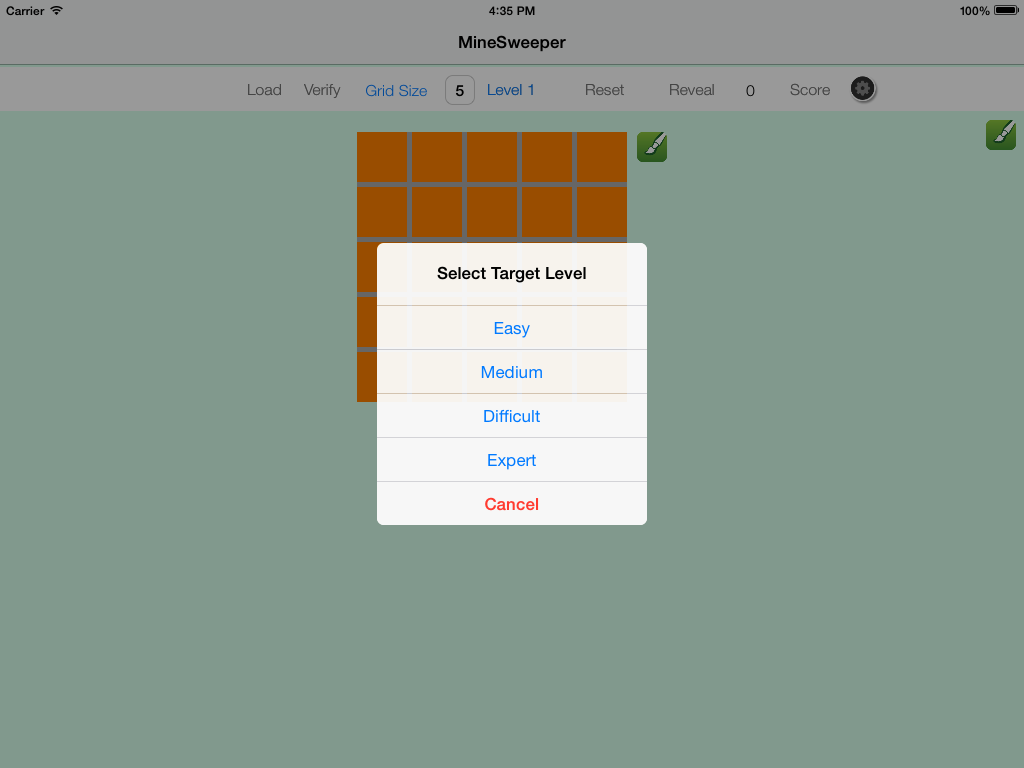 Carrier 4:35 PM 100%
MineSweeper
Load Verify Grid Size 5 Level 1 Reset Reveal 0 Score
Select Target Level
Easy
Medium
Difficult
Expert
Cancel